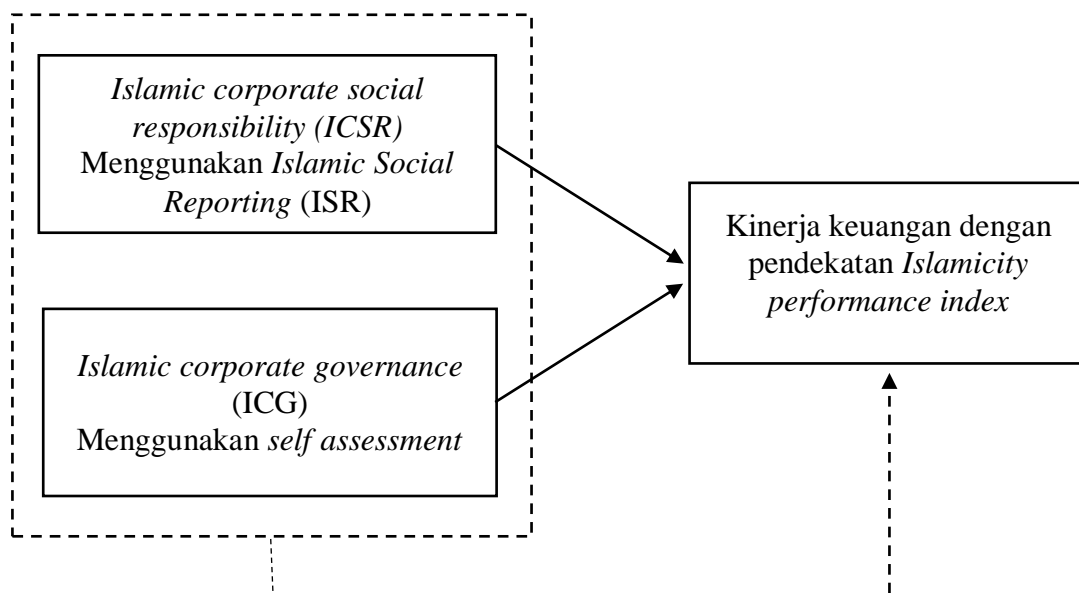 Islamic corporate social
responsibility (ICSR)
Menggunakan Islamic Social
Reporting (ISR)
Kinerja keuangan dengan
pendekatan Islamicity
performance index
Islamic corporate governance
(ICG)
Menggunakan self assessment